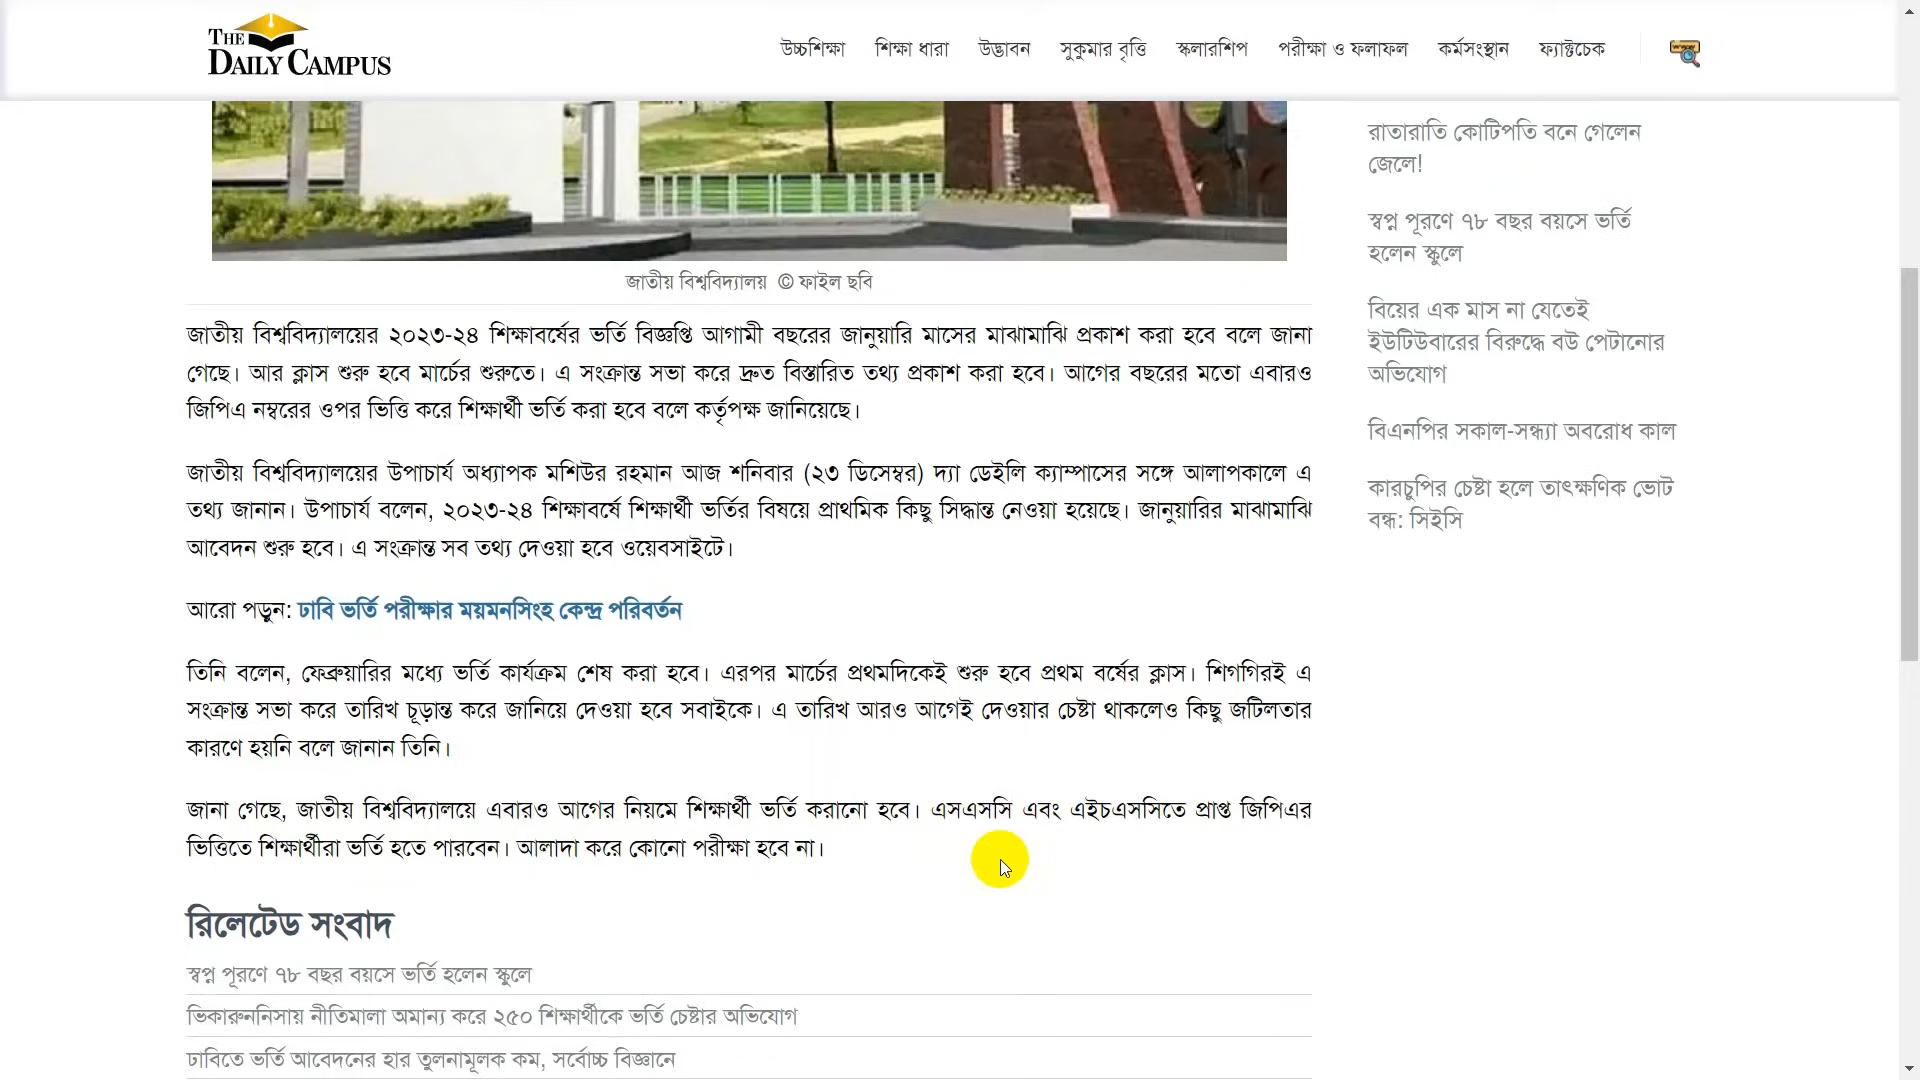 THE
DAILY CAMPUS
উচ্চশিক্ষা শিক্ষা ধারা উদ্ভাবন সুকুমার বৃত্তি স্কলারশিপ পরীক্ষা ও ফলাফল কর্মসংস্থান ফ্যাক্টচেক
জাতীয় বিশ্ববিদ্যালয় © ফাইল ছবি
জাতীয় বিশ্ববিদ্যালয়ের ২০২৩-২৪ শিক্ষাবর্ষের ভর্তি বিজ্ঞপ্তি আগামী বছরের জানুয়ারি মাসের মাঝামাঝি প্রকাশ করা হবে বলে জানা
গেছে। আর ক্লাস শুরু হবে মার্চের শুরুতে। এ সংক্রান্ত সভা করে দ্রুত বিস্তারিত তথ্য প্রকাশ করা হবে। আগের বছরের মতো এবারও
জিপিএ নম্বরের ওপর ভিত্তি করে শিক্ষার্থী ভর্তি করা হবে বলে কর্তৃপক্ষ জানিয়েছে।
জাতীয় বিশ্ববিদ্যালয়ের উপাচার্য অধ্যাপক মশিউর রহমান আজ শনিবার (২৩ ডিসেম্বর) দ্যা ডেইলি ক্যাম্পাসের সঙ্গে আলাপকালে এ
তথ্য জানান। উপাচার্য বলেন, ২০২৩-২৪ শিক্ষাবর্ষে শিক্ষার্থী ভর্তির বিষয়ে প্রাথমিক কিছু সিদ্ধান্ত নেওয়া হয়েছে। জানুয়ারির মাঝামাঝি
আবেদন শুরু হবে। এ সংক্রান্ত সব তথ্য দেওয়া হবে ওয়েবসাইটে।
আরো পড়ুন: ঢাবি ভর্তি পরীক্ষার ময়মনসিংহ কেন্দ্র পরিবর্তন
তিনি বলেন, ফেব্রুয়ারির মধ্যে ভর্তি কার্যক্রম শেষ করা হবে। এরপর মার্চের প্রথমদিকেই শুরু হবে প্রথম বর্ষের ক্লাস। শিগগিরই এ
সংক্রান্ত সভা করে তারিখ চূড়ান্ত করে জানিয়ে দেওয়া হবে সবাইকে। এ তারিখ আরও আগেই দেওয়ার চেষ্টা থাকলেও কিছু জটিলতার
কারণে হয়নি বলে জানান তিনি।
জানা গেছে, জাতীয় বিশ্ববিদ্যালয়ে এবারও আগের নিয়মে শিক্ষার্থী ভর্তি করানো হবে। এসএসসি এবং এইচএসসিতে প্রাপ্ত জিপিএর
ভিত্তিতে শিক্ষার্থীরা ভর্তি হতে পারবেন। আলাদা করে কোনো পরীক্ষা হবে না।
রিলেটেড সংবাদ
স্বপ্ন পূরণে ৭৮ বছর বয়সে ভর্তি হলেন স্কুলে
ভিকারুননিসায় নীতিমালা অমান্য করে ২৫০ শিক্ষার্থীকে ভর্তি চেষ্টার অভিযোগ
ঢাবিতে ভর্তি আবেদনের হার তুলনামূলক কম, সর্বোচ্চ বিজ্ঞানে
রাতারাতি কোটিপতি বনে গেলেন
জেলে!
স্বপ্ন পূরণে ৭৮ বছর বয়সে ভর্তি
হলেন স্কুলে
বিয়ের এক মাস না যেতেই
ইউটিউবারের বিরুদ্ধে বউ পেটানোর
অভিযোগ
বিএনপির সকাল-সন্ধ্যা অবরোধ কাল
কারচুপির চেষ্টা হলে তাৎক্ষণিক ভোট
বন্ধ: সিইসি